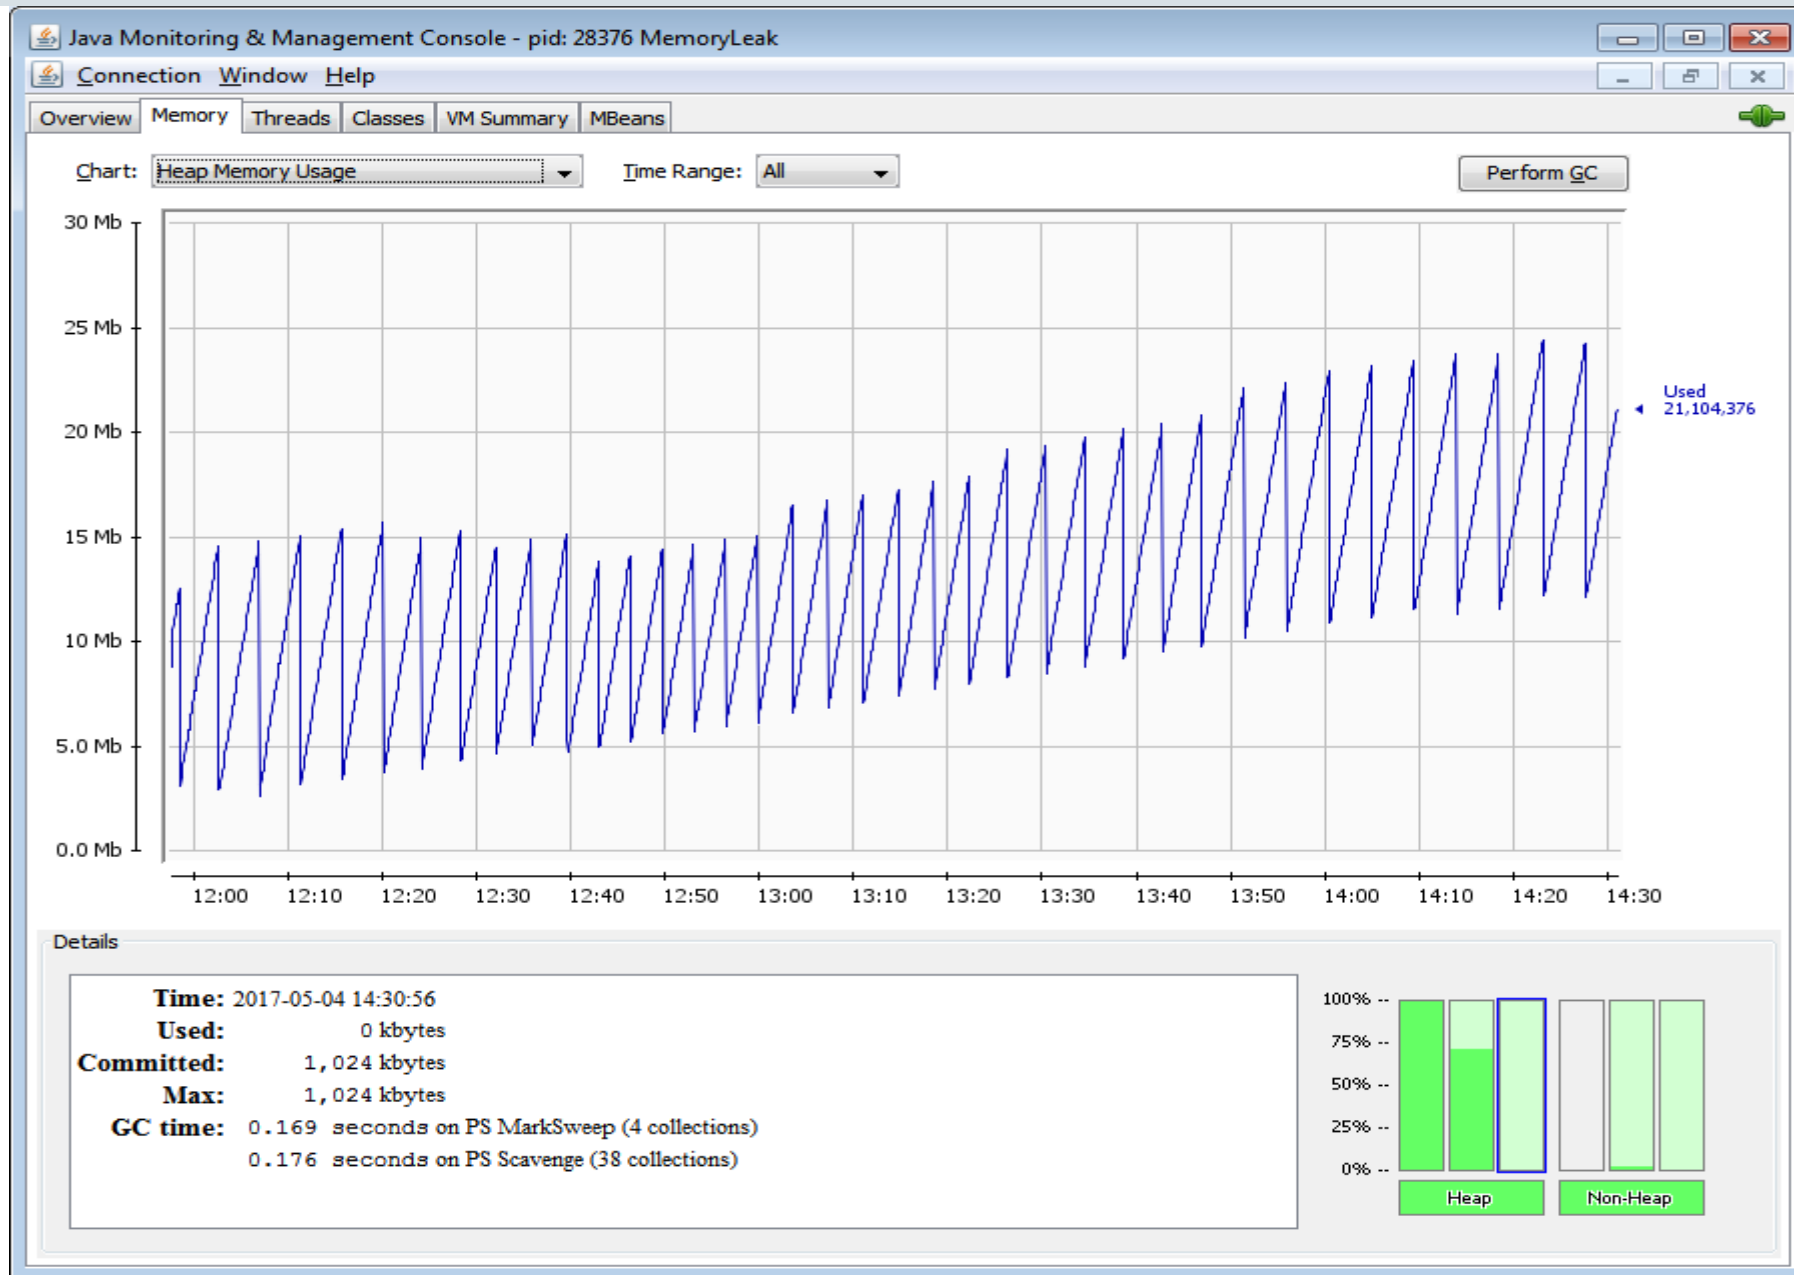 Java Monitoring & Management Console - pid: 28376 MemoryLeak
Connection Window Help
Overview Memory Threads Classes VM Summary MBeans
Chart: Heap Memory Usage Time Range: All Perform GC
30 Mb
25 Mb
20 Mb
15 Mb
10 Mb
5.0 Mb
0.0 Mb
Used
21,104,376
12:00 12:10 12:20 12:30 12:40 12:50 13:00 13:10 13:20 13:30 13:40 13:50 14:00 14:10 14:20 14:30
Details
Time: 2017-05-04 14:30:56
Used: 0 kbytes
Committed: 1,024 kbytes
Max: 1,024 kbytes
GC time: 0.169 seconds on PS MarkSweep (4 collections)
0.176 seconds on PS Scavenge (38 collections)
100% --
75% --
50% --
25% --
0% --
Heap Non-Heap